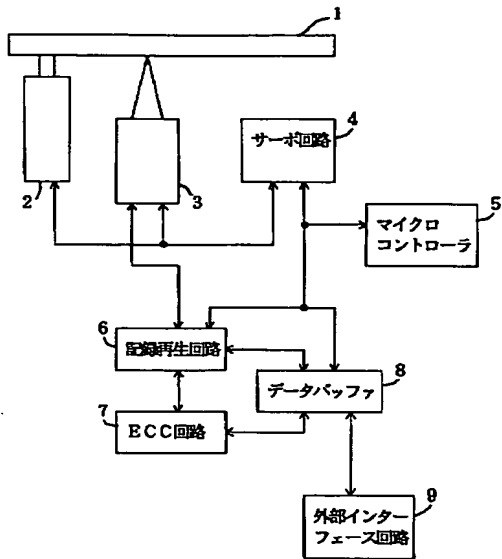 1
2
3
サーボ回路
4
マイクロ
コントローラ
5
6
記録再生回路
7
ECC回路
データバッファ
8
外部インター
フェース回路
9